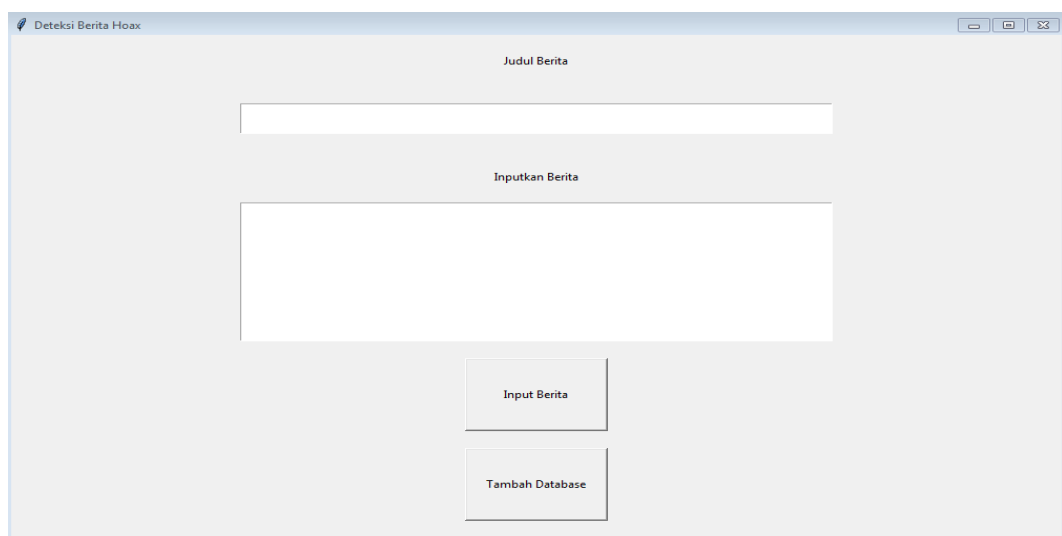 Deteksi Berita Hoax
Judul Berita
Inputkan Berita
Input Berita
Tambah Database